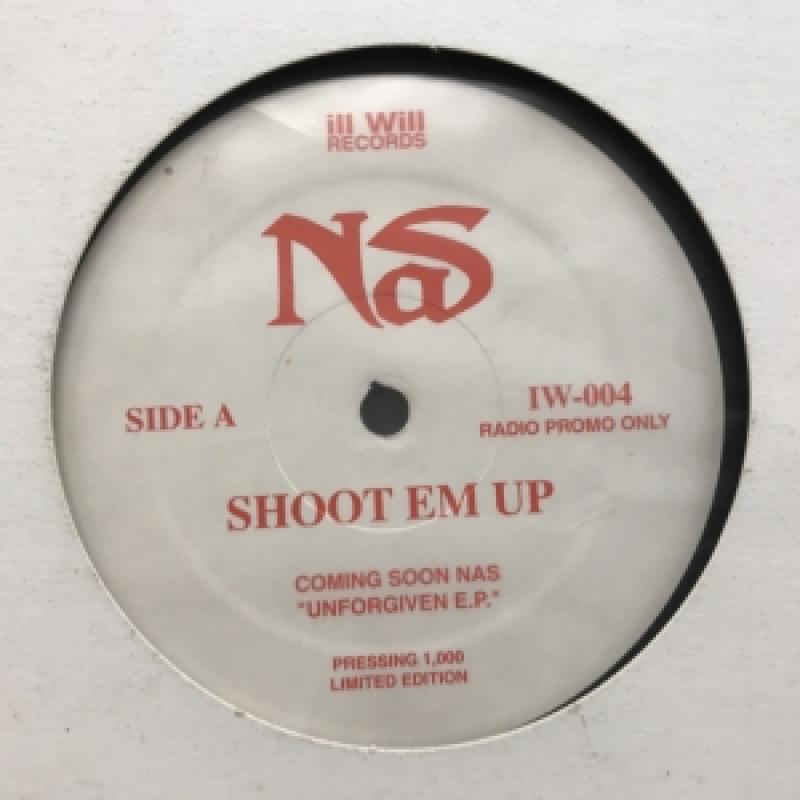 ill Will
RECORDS
NaS
SIDE A
IW-004
RADIO PROMO ONLY
SHOOT EM UP
COMING SOON NAS
"UNFORGIVEN E.P."
PRESSING 1,000
LIMITED EDITION